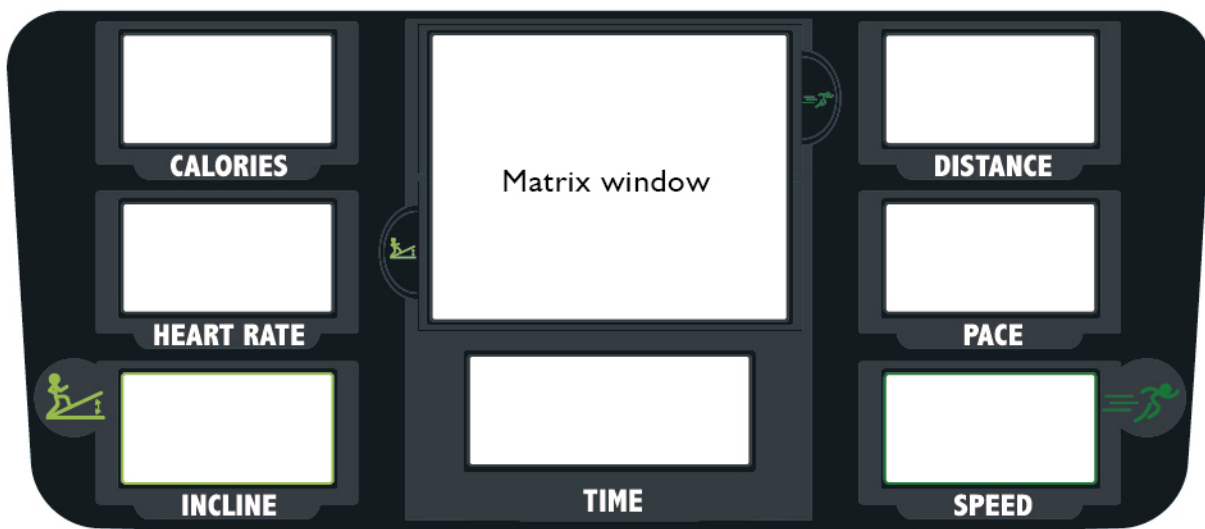 CALORIES
HEART RATE
INCLINE
Matrix window
TIME
DISTANCE
PACE
SPEED